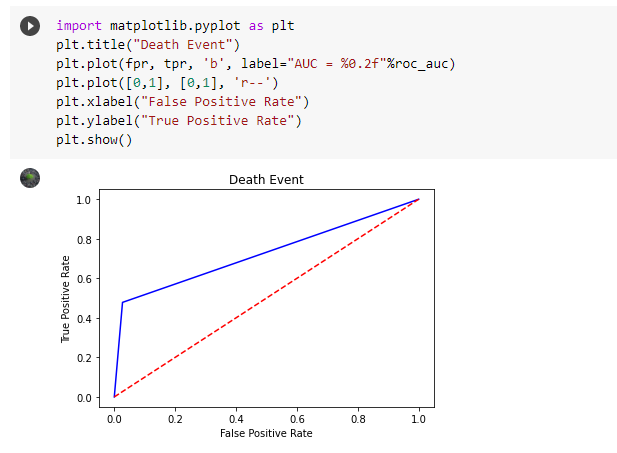 import matplotlib.pyplot as plt
plt.title("Death Event")
plt.plot(fpr, tpr, 'b', label="AUC = %0.2f"%roc_auc)
plt.plot([0,1], [0,1], 'r--')
plt.xlabel("False Positive Rate")
plt.ylabel("True Positive Rate")
plt.show()
Death Event
True Positive Rate
1.0
0.8
0.6
0.4
0.2
0.0
0.0 0.2 0.4 0.6 0.8 1.0
False Positive Rate